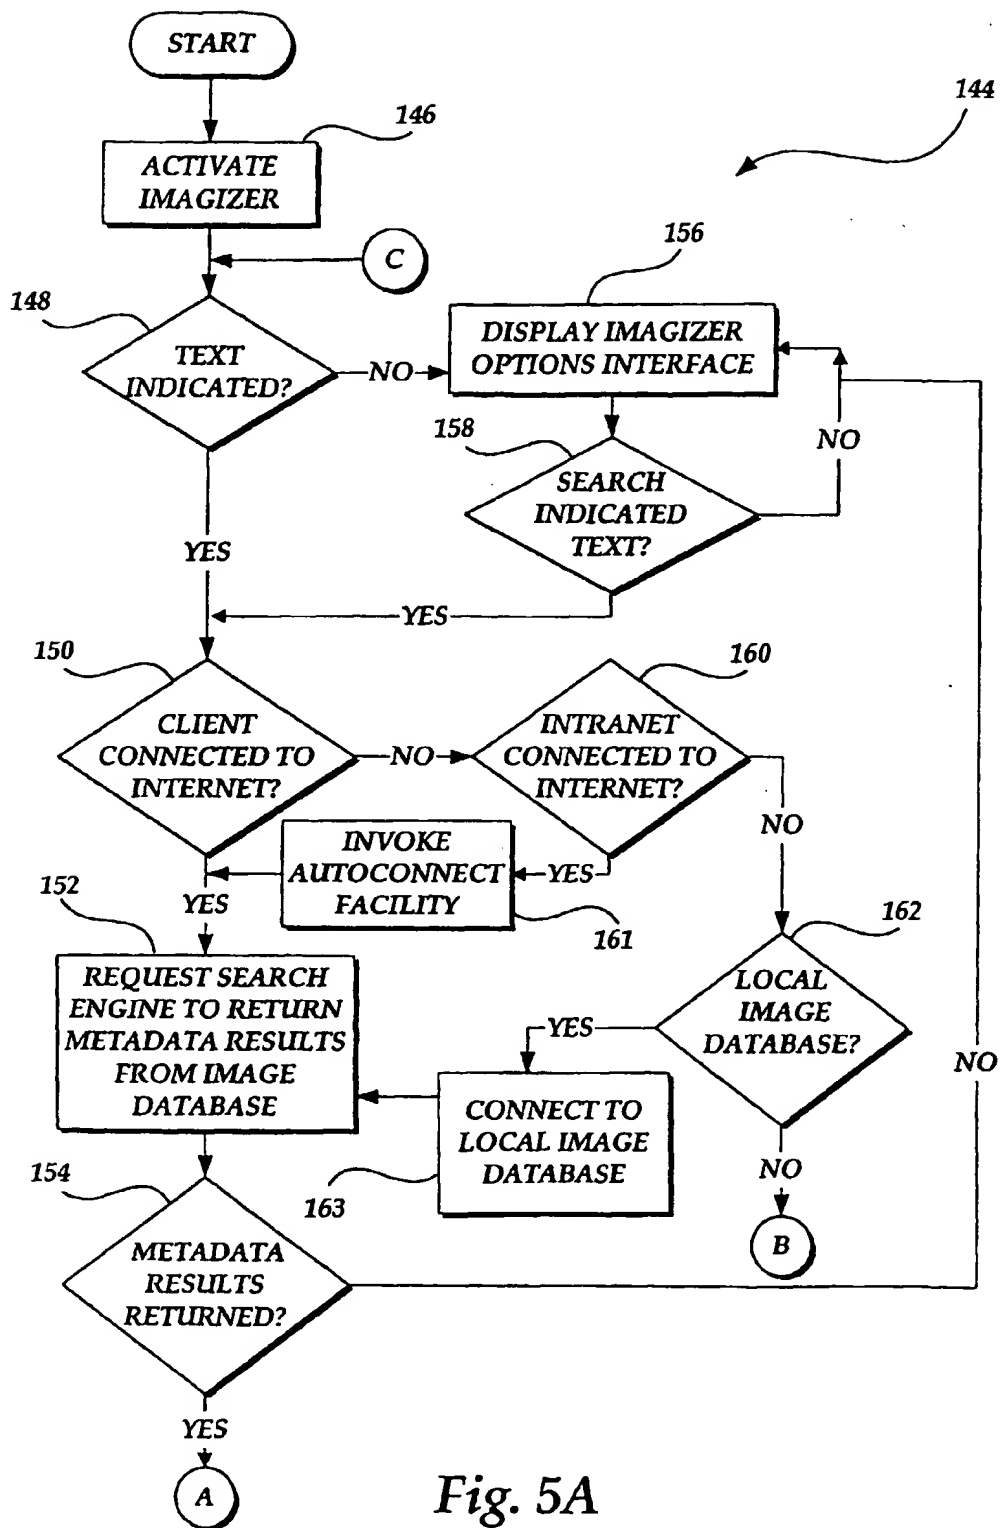 START
146
144
ACTIVATE
IMAGIZER
C
156
148
DISPLAY IMAGIZER
OPTIONS INTERFACE
TEXT
INDICATED?
NO
158
NO
SEARCH
INDICATED
TEXT?
YES
YES
150
160
CLIENT
CONNECTED TO
INTERNET?
NO
INTRANET
CONNECTED TO
INTERNET?
NO
INVOKE
AUTOCONNECT
FACILITY
YES
161
YES
152
162
REQUEST SEARCH
ENGINE TO RETURN
METADATA RESULTS
FROM IMAGE
DATABASE
LOCAL
IMAGE
DATABASE?
YES
NO
CONNECT TO
LOCAL IMAGE
DATABASE
163
NO
B
154
METADATA
RESULTS
RETURNED?
YES
A
Fig. 5A